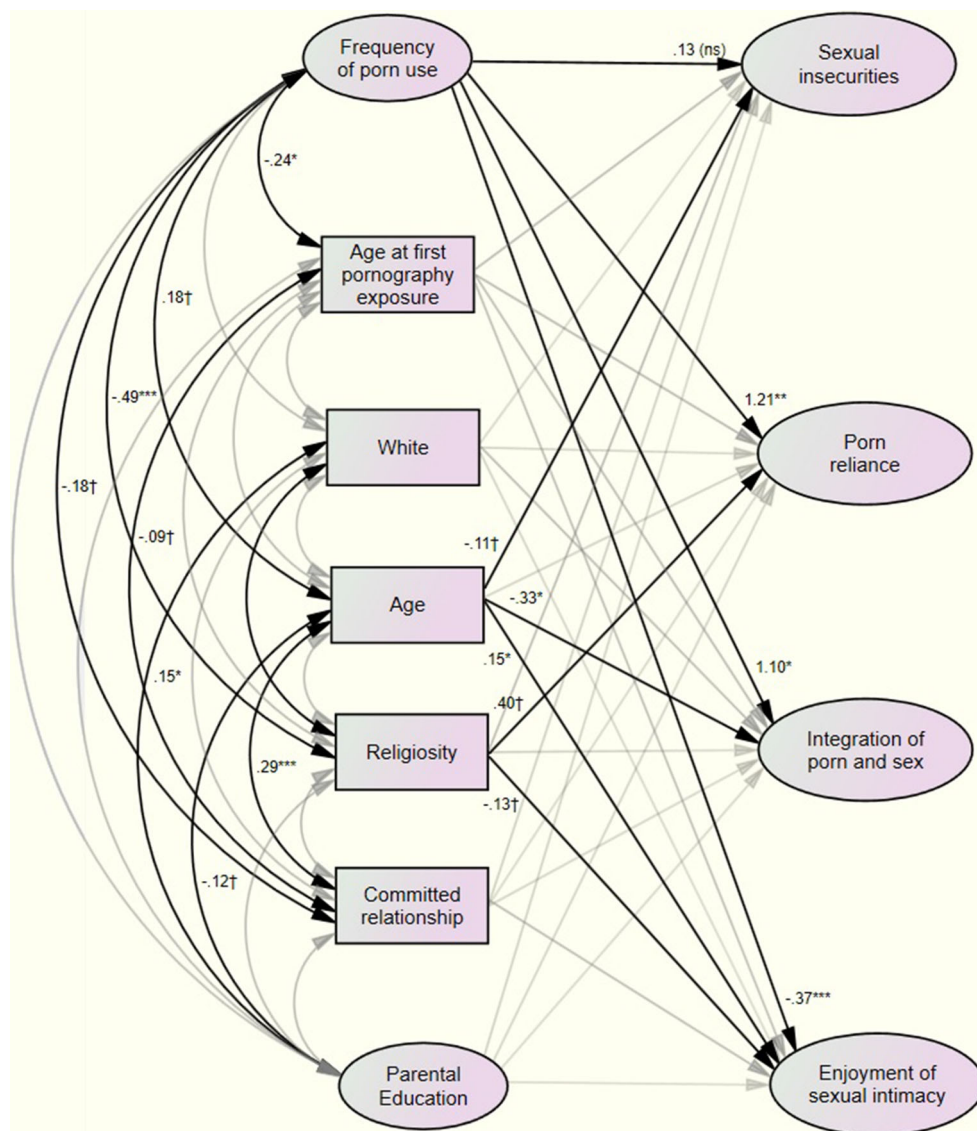 Frequency
of porn use
.13 (ns)
Sexual
insecurities
-.24*
Age at first
pornography
exposure
.18†
-.49***
1.21**
White
Porn
reliance
-.18†
-.09†
-.11†
Age
-.33*
.15*
.15*
1.10*
.40†
Religiosity
Integration of
porn and sex
.29***
-.13†
-.12†
Committed
relationship
-.37***
Parental
Education
Enjoyment of
sexual intimacy